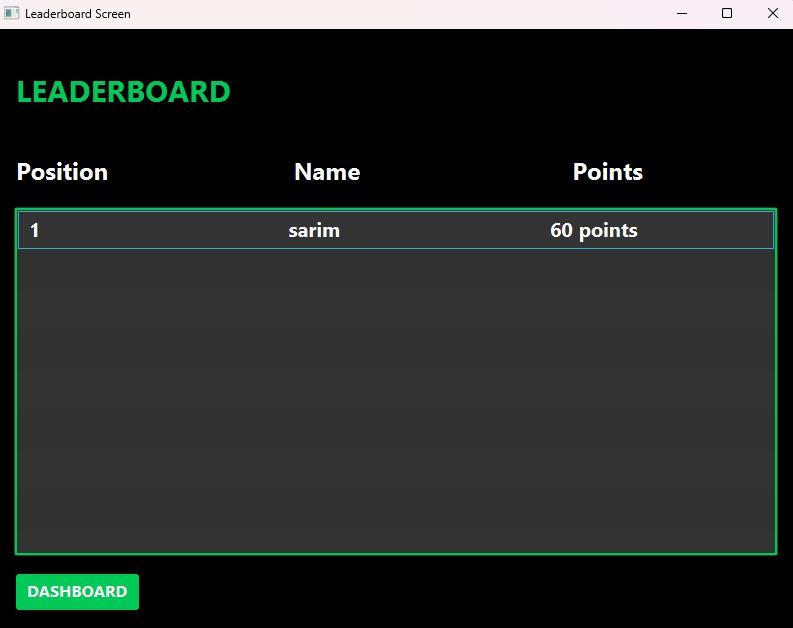 Leaderboard Screen
LEADERBOARD
Position Name Points
1 sarim 60 points
DASHBOARD